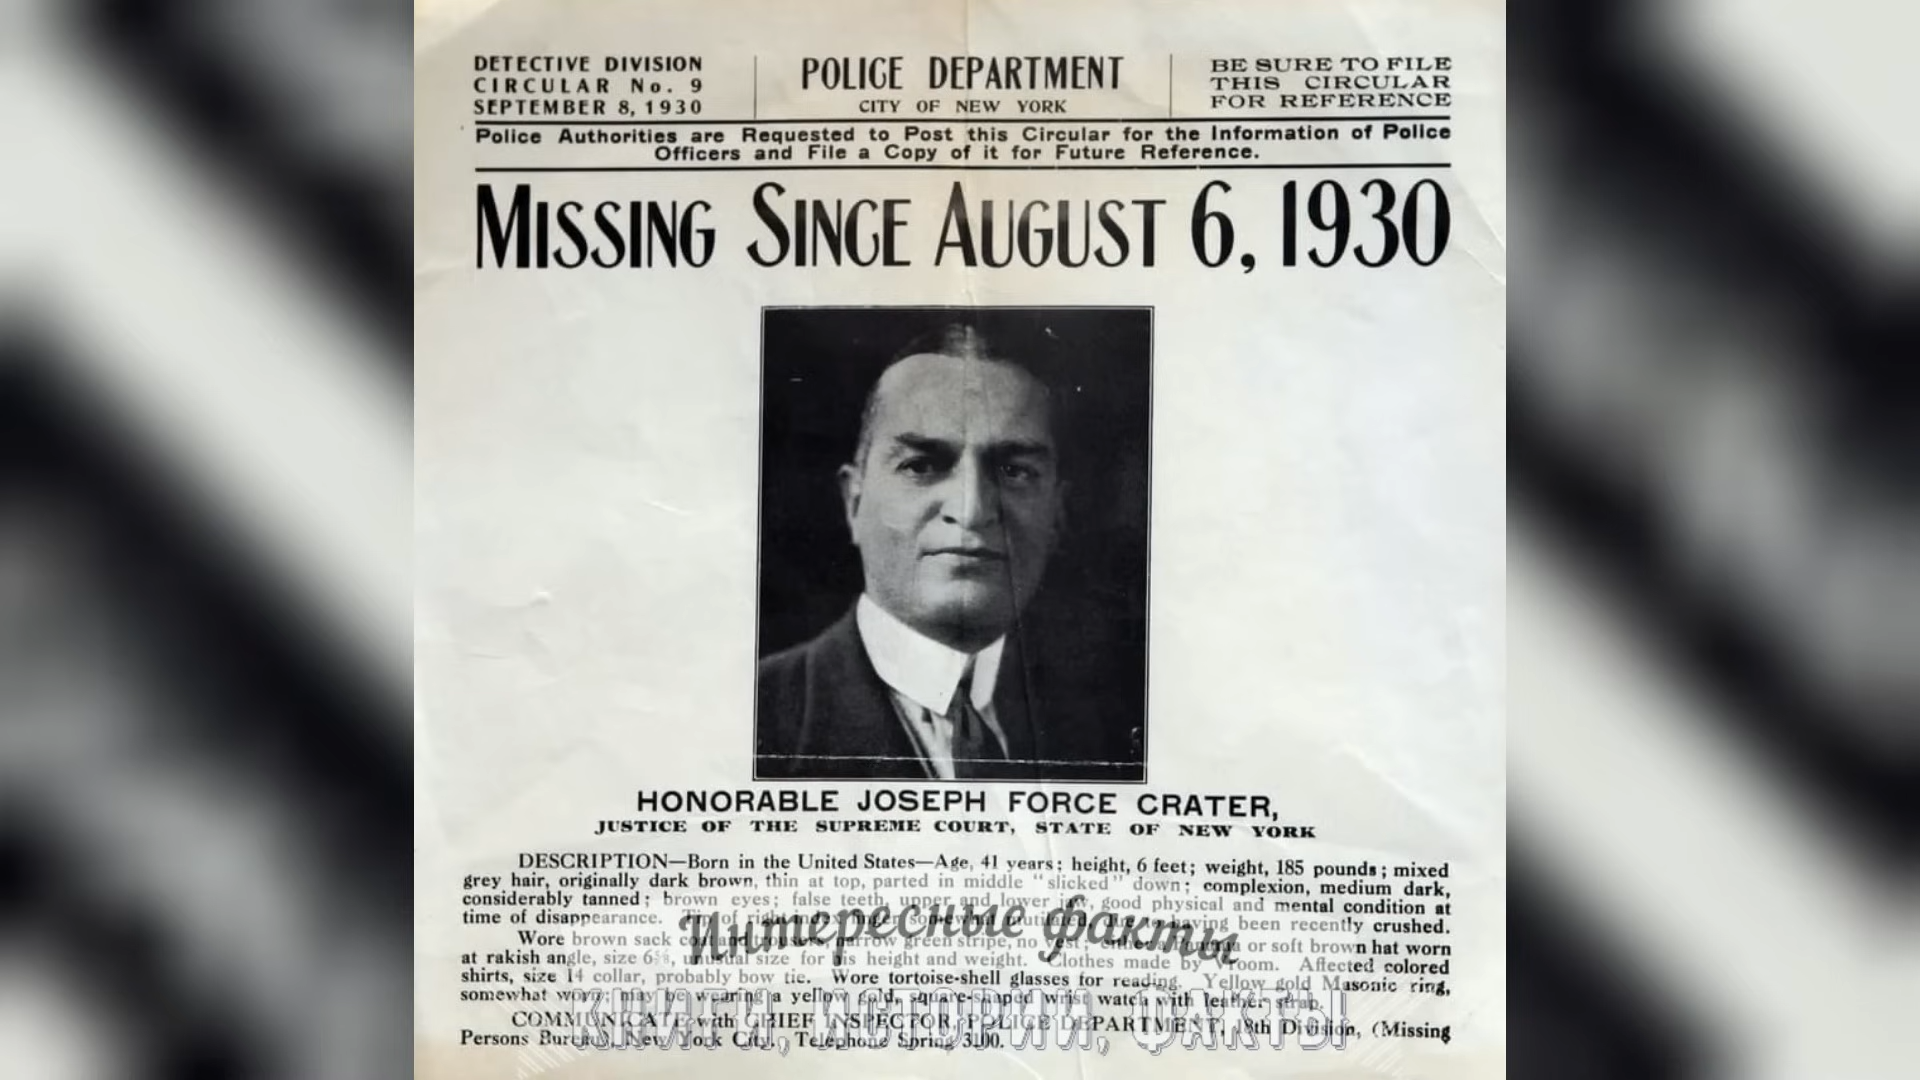 DETECTIVE DIVISION
CIRCULAR No. 9
SEPTEMBER 8, 1930
POLICE DEPARTMENT
CITY OF NEW YORK
BE SURE TO FILE
THIS CIRCULAR
FOR REFERENCE
Police Authorities are Requested to Post this Circular for the Information of Police
Officers and File a Copy of it for Future Reference.
MISSING SINCE AUGUST 6, 1930
HONORABLE JOSEPH FORCE CRATER,
JUSTICE OF THE SUPREME COURT, STATE OF NEW YORK
DESCRIPTION—Born in the United States—Age, 41 years; height, 6 feet; weight, 185 pounds; mixed
grey hair, originally dark brown, thin at top, parted in middle "slicked" down; complexion, medium dark,
considerably tanned; brown eyes; false teeth, upper and lower jaw, good physical and mental condition at
time of disappearance. Tip of right index finger somewhat mutilated, due to having been recently crushed.
Wore brown sack coat and trousers, narrow green stripe, no vest; either a Panama or soft brown hat worn
at rakish angle, size 6⅝, unusual size for his height and weight. Clothes made by Vroom. Affected colored
shirts, size 14 collar, probably bow tie. Wore tortoise-shell glasses for reading. Yellow gold Masonic ring,
somewhat worn; may be wearing a yellow gold, square-shaped wrist watch with leather strap.
COMMUNICATE with CHIEF INSPECTOR, POLICE DEPARTMENT, 18th Division, (Missing
Persons Bureau), New York City. Telephone Spring 3100.
Интересные факты
КНИГИ, ИСТОРИИ, ФАКТЫ